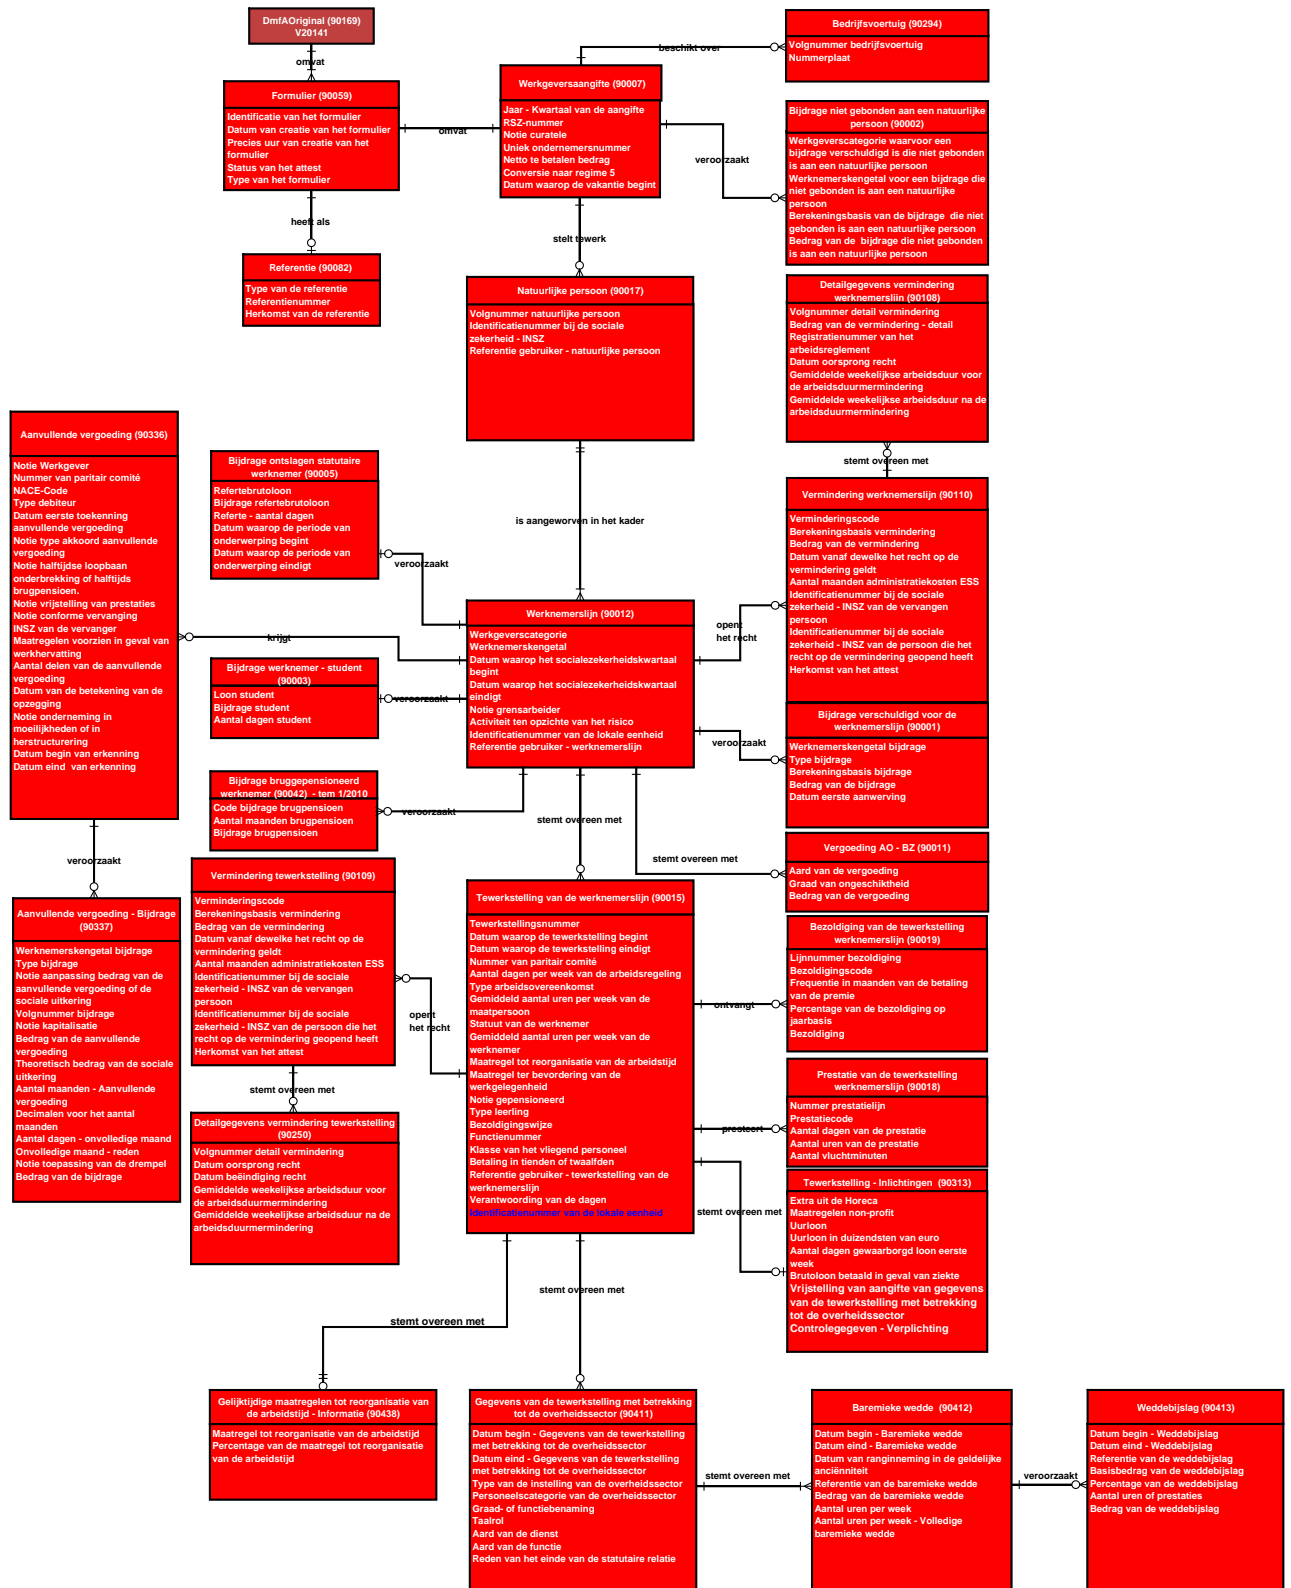 DmfAOriginal (90169)
V20141
omvat
Formulier (90059)
Identificatie van het formulier
Datum van creatie van het formulier
Precies uur van creatie van het
formulier
Status van het attest
Type van het formulier
omvat
heeft als
Referentie (90082)
Type van de referentie
Referentienummer
Herkomst van de referentie
Werkgeversaangifte (90007)
Jaar - Kwartaal van de aangifte
RSZ-nummer
Notie curatele
Uniek ondernemersnummer
Netto te betalen bedrag
Conversie naar regime 5
Datum waarop de vakantie begint
beschikt over
Bedrijfsvoertuig (90294)
Volgnummer bedrijfsvoertuig
Nummerplaat
veroorzaakt
Bijdrage niet gebonden aan een natuurlijke
persoon (90002)
Werkgeverscategorie waarvoor een
bijdrage verschuldigd is die niet gebonden
is aan een natuurlijke persoon
Werknemerskengetal voor een bijdrage die
niet gebonden is aan een natuurlijke
persoon
Berekeningsbasis van de bijdrage  die niet
gebonden is aan een natuurlijke persoon
Bedrag van de  bijdrage die niet gebonden
is aan een natuurlijke persoon
stelt tewerk
Natuurlijke persoon (90017)
Volgnummer natuurlijke persoon
Identificatienummer bij de sociale
zekerheid - INSZ
Referentie gebruiker - natuurlijke persoon
Detailgegevens vermindering
werknemerslijn (90108)
Volgnummer detail vermindering
Bedrag van de vermindering - detail
Registratienummer van het
arbeidsreglement
Datum oorsprong recht
Gemiddelde weekelijkse arbeidsduur voor
de arbeidsduurmermindering
Gemiddelde weekelijkse arbeidsduur na de
arbeidsduurmermindering
stemt overeen met
Aanvullende vergoeding (90336)
Notie Werkgever
Nummer van paritair comité
NACE-Code
Type debiteur
Datum eerste toekenning
aanvullende vergoeding
Notie type akkoord aanvullende
vergoeding
Notie halftijdse loopbaan
onderbrekking of halftijds
brugpensioen.
Notie vrijstelling van prestaties
Notie conforme vervanging
INSZ van de vervanger
Maatregelen voorzien in geval van
werkhervatting
Aantal delen van de aanvullende
vergoeding
Datum van de betekening van de
opzegging
Notie onderneming in
moeilijkheden of in
herstructurering
Datum begin van erkenning
Datum eind  van erkenning
Bijdrage ontslagen statutaire
werknemer (90005)
Refertebrutoloon
Bijdrage refertebrutoloon
Referte - aantal dagen
Datum waarop de periode van
onderwerping begint
Datum waarop de periode van
onderwerping eindigt
veroorzaakt
is aangeworven in het kader
Vermindering werknemerslijn (90110)
Verminderingscode
Berekeningsbasis vermindering
Bedrag van de vermindering
Datum vanaf dewelke het recht op de
vermindering geldt
Aantal maanden administratiekosten ESS
Identificatienummer bij de sociale
zekerheid - INSZ van de vervangen
persoon
Identificatienummer bij de sociale
zekerheid - INSZ van de persoon die het
recht op de vermindering geopend heeft
Herkomst van het attest
opent
het recht
krijgt
Werknemerslijn (90012)
Werkgeverscategorie
Werknemerskengetal
Datum waarop het socialezekerheidskwartaal
begint
Datum waarop het socialezekerheidskwartaal
eindigt
Notie grensarbeider
Activiteit ten opzichte van het risico
Identificatienummer van de lokale eenheid
Referentie gebruiker - werknemerslijn
Bijdrage werknemer - student
(90003)
Loon student
Bijdrage student
Aantal dagen student
veroorzaakt
veroorzaakt
Bijdrage verschuldigd voor de
werknemerslijn (90001)
Werknemerskengetal bijdrage
Type bijdrage
Berekeningsbasis bijdrage
Bedrag van de bijdrage
Datum eerste aanwerving
Bijdrage bruggepensioneerd
werknemer (90042)  - tem 1/2010
Code bijdrage brugpensioen
Aantal maanden brugpensioen
Bijdrage brugpensioen
veroorzaakt
stemt overeen met
stemt overeen met
Vergoeding AO - BZ (90011)
Aard van de vergoeding
Graad van ongeschiktheid
Bedrag van de vergoeding
veroorzaakt
Aanvullende vergoeding - Bijdrage
(90337)
Werknemerskengetal bijdrage
Type bijdrage
Notie aanpassing bedrag van de
aanvullende vergoeding of de
sociale uitkering
Volgnummer bijdrage
Notie kapitalisatie
Bedrag van de aanvullende
vergoeding
Theoretisch bedrag van de sociale
uitkering
Aantal maanden - Aanvullende
vergoeding
Decimalen voor het aantal
maanden
Aantal dagen - onvolledige maand
Onvolledige maand - reden
Notie toepassing van de drempel
Bedrag van de bijdrage
Vermindering tewerkstelling (90109)
Verminderingscode
Berekeningsbasis vermindering
Bedrag van de vermindering
Datum vanaf dewelke het recht op de
vermindering geldt
Aantal maanden administratiekosten ESS
Identificatienummer bij de sociale
zekerheid - INSZ van de vervangen
persoon
Identificatienummer bij de sociale
zekerheid - INSZ van de persoon die het
recht op de vermindering geopend heeft
Herkomst van het attest
opent
het recht
stemt overeen met
Detailgegevens vermindering tewerkstelling
(90250)
Volgnummer detail vermindering
Datum oorsprong recht
Datum beëindiging recht
Gemiddelde weekelijkse arbeidsduur voor
de arbeidsduurmermindering
Gemiddelde weekelijkse arbeidsduur na de
arbeidsduurmermindering
Tewerkstelling van de werknemerslijn (90015)
Tewerkstellingsnummer
Datum waarop de tewerkstelling begint
Datum waarop de tewerkstelling eindigt
Nummer van paritair comité
Aantal dagen per week van de arbeidsregeling
Type arbeidsovereenkomst
Gemiddeld aantal uren per week van de
maatpersoon
Statuut van de werknemer
Gemiddeld aantal uren per week van de
werknemer
Maatregel tot reorganisatie van de arbeidstijd
Maatregel ter bevordering van de
werkgelegenheid
Notie gepensioneerd
Type leerling
Bezoldigingswijze
Functienummer
Klasse van het vliegend personeel
Betaling in tienden of twaalfden
Referentie gebruiker - tewerkstelling van de
werknemerslijn
Verantwoording van de dagen
Identificatienummer van de lokale eenheid
ontvangt
Bezoldiging van de tewerkstelling
werknemerslijn (90019)
Lijnnummer bezoldiging
Bezoldigingscode
Frequentie in maanden van de betaling
van de premie
Percentage van de bezoldiging op
jaarbasis
Bezoldiging
presteert
Prestatie van de tewerkstelling
werknemerslijn (90018)
Nummer prestatielijn
Prestatiecode
Aantal dagen van de prestatie
Aantal uren van de prestatie
Aantal vluchtminuten
stemt overeen met
Tewerkstelling - Inlichtingen  (90313)
Extra uit de Horeca
Maatregelen non-profit
Uurloon
Uurloon in duizendsten van euro
Aantal dagen gewaarborgd loon eerste
week
Brutoloon betaald in geval van ziekte
Vrijstelling van aangifte van gegevens
van de tewerkstelling met betrekking
tot de overheidssector
Controlegegeven - Verplichting
stemt overeen met
stemt overeen met
Gelijktijdige maatregelen tot reorganisatie van
de arbeidstijd - Informatie (90438)
Maatregel tot reorganisatie van de arbeidstijd
Percentage van de maatregel tot reorganisatie
van de arbeidstijd
Gegevens van de tewerkstelling met betrekking
tot de overheidssector (90411)
Datum begin - Gegevens van de tewerkstelling
met betrekking tot de overheidssector
Datum eind - Gegevens van de tewerkstelling
met betrekking tot de overheidssector
Type van de instelling van de overheidssector
Personeelscategorie van de overheidssector
Graad- of functiebenaming
Taalrol
Aard van de dienst
Aard van de functie
Reden van het einde van de statutaire relatie
stemt overeen met
Baremieke wedde  (90412)
Datum begin - Baremieke wedde
Datum eind - Baremieke wedde
Datum van ranginneming in de geldelijke
anciënniteit
Referentie van de baremieke wedde
Bedrag van de baremieke wedde
Aantal uren per week
Aantal uren per week - Volledige
baremieke wedde
veroorzaakt
Weddebijslag (90413)
Datum begin - Weddebijslag
Datum eind - Weddebijslag
Referentie van de weddebijslag
Basisbedrag van de weddebijslag
Percentage van de weddebijslag
Aantal uren of prestaties
Bedrag van de weddebijslag